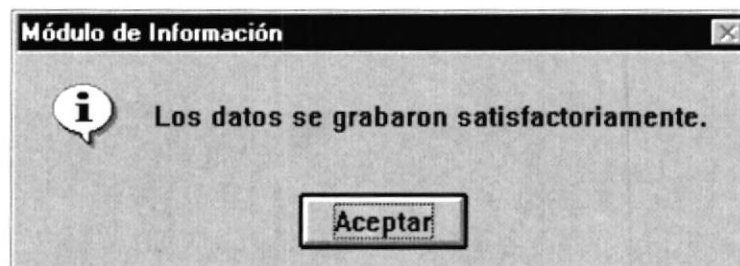 Módulo de Información
Los datos se grabaron satisfactoriamente.
Aceptar